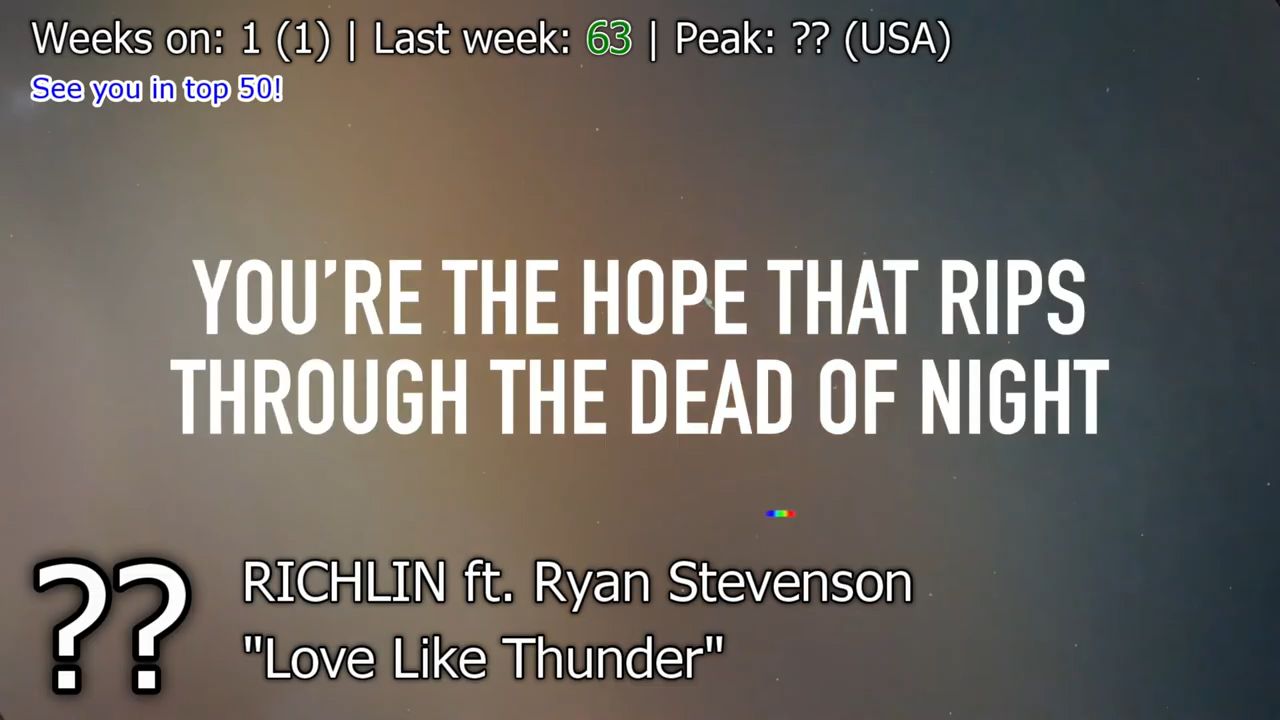 Weeks on: 1 (1) | Last week: 63 | Peak: ?? (USA)
See you in top 50!
YOU'RE THE HOPE THAT RIPS
THROUGH THE DEAD OF NIGHT
??
RICHLIN ft. Ryan Stevenson
"Love Like Thunder"